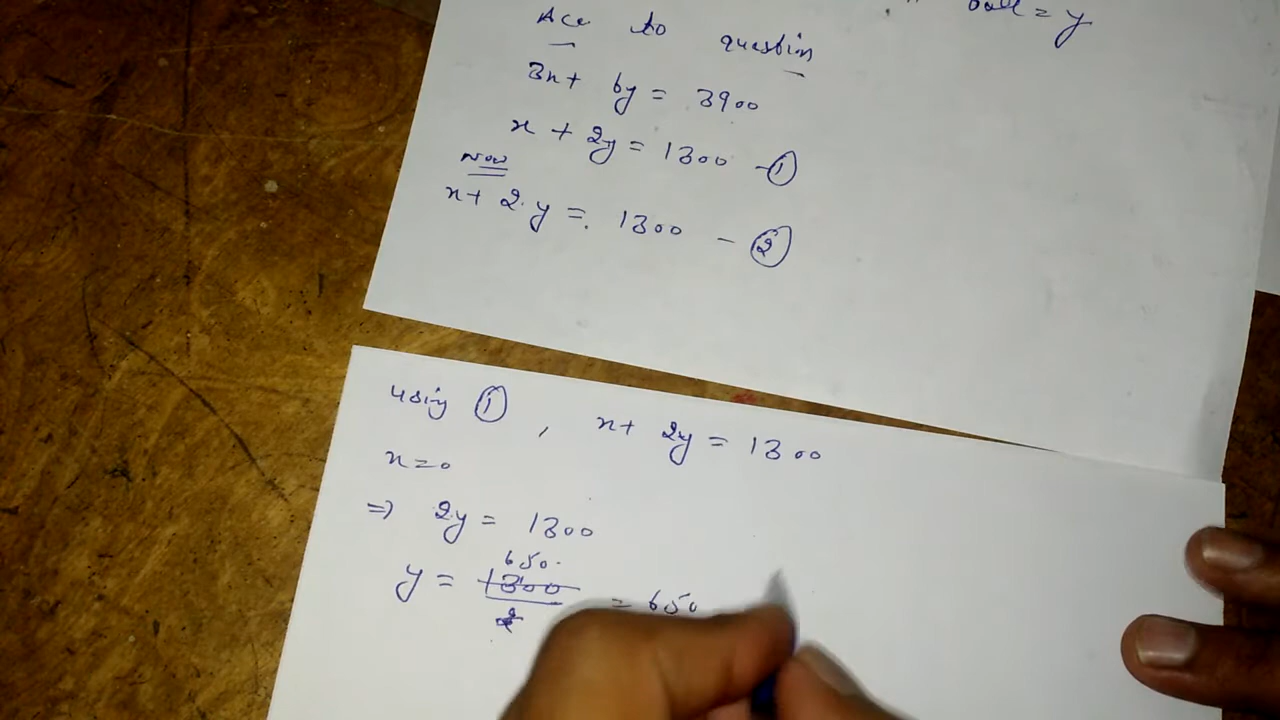 ball = y
Acc to question
3x + 6y = 3900
x + 2y = 1300 - ①
Now
x + 2.y = 1300 - ②
using ① , x + 2y = 1300
x = 0
⇒ 2y = 1300
650
y = 1300/2 = 650